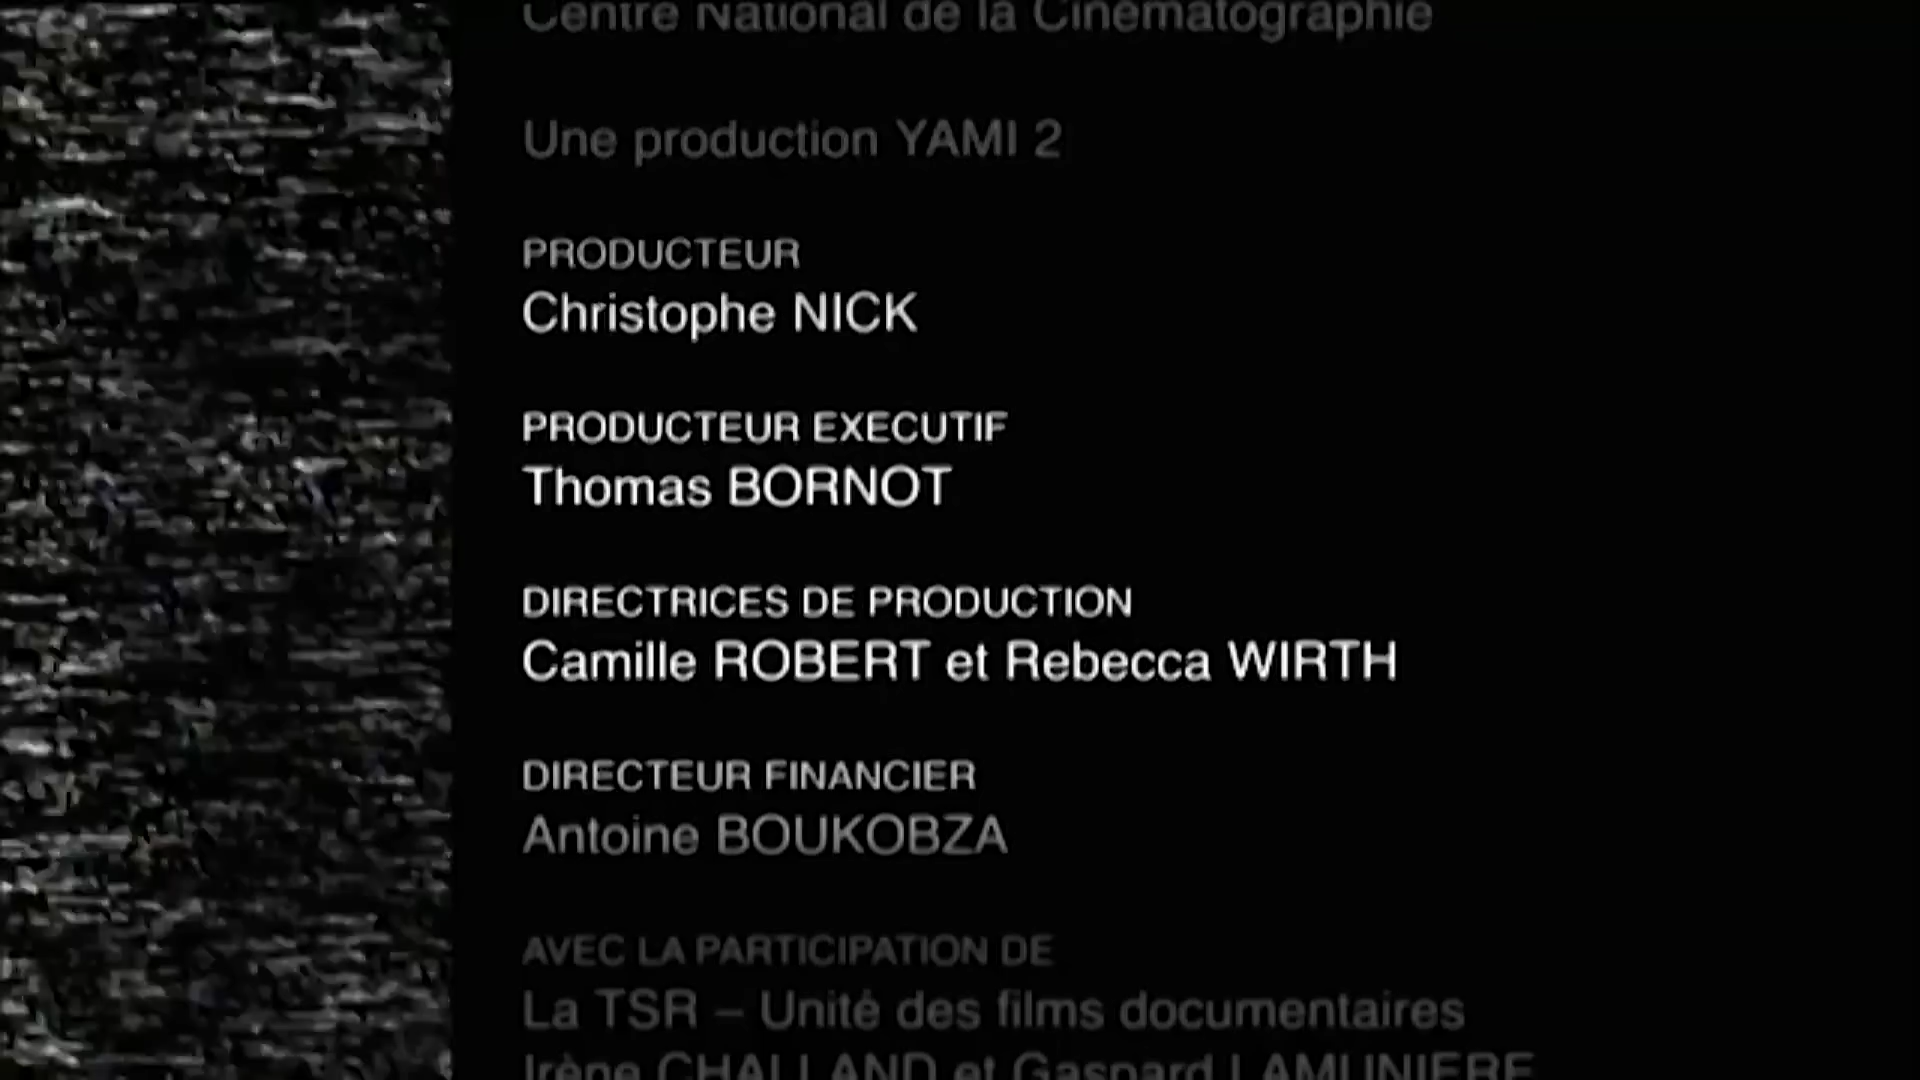 Centre National de la Cinématographie
Une production YAMI 2
PRODUCTEUR
Christophe NICK
PRODUCTEUR EXECUTIF
Thomas BORNOT
DIRECTRICES DE PRODUCTION
Camille ROBERT et Rebecca WIRTH
DIRECTEUR FINANCIER
Antoine BOUKOBZA
AVEC LA PARTICIPATION DE
La TSR – Unité des films documentaires
Irène CHALLAND et Gaspard LAMUNIERE